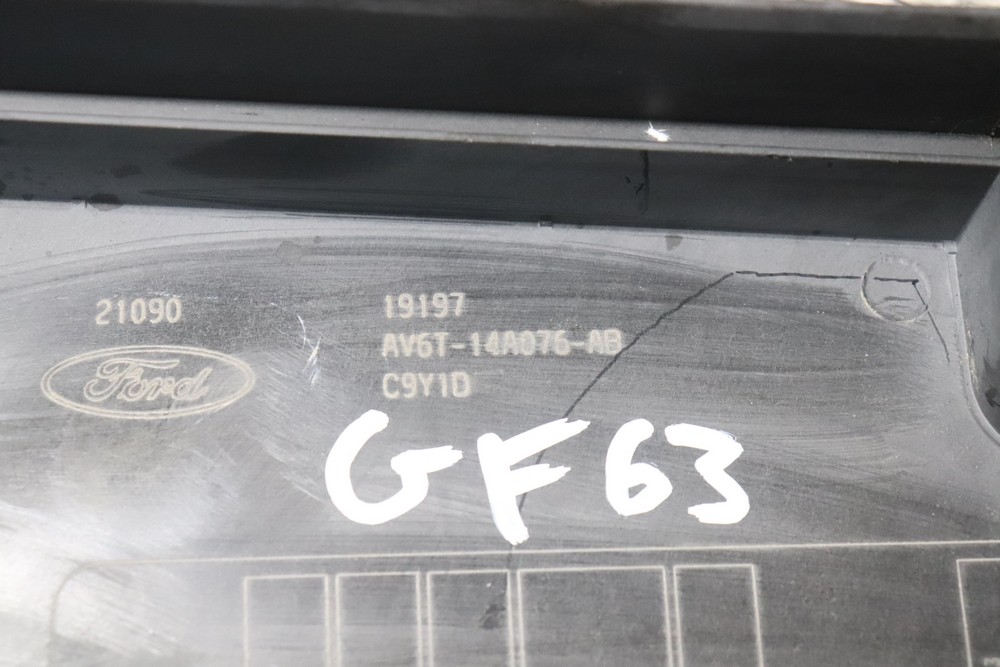 21090
Ford
19197
AV6T-14A076-AB
C9Y1D
GF63